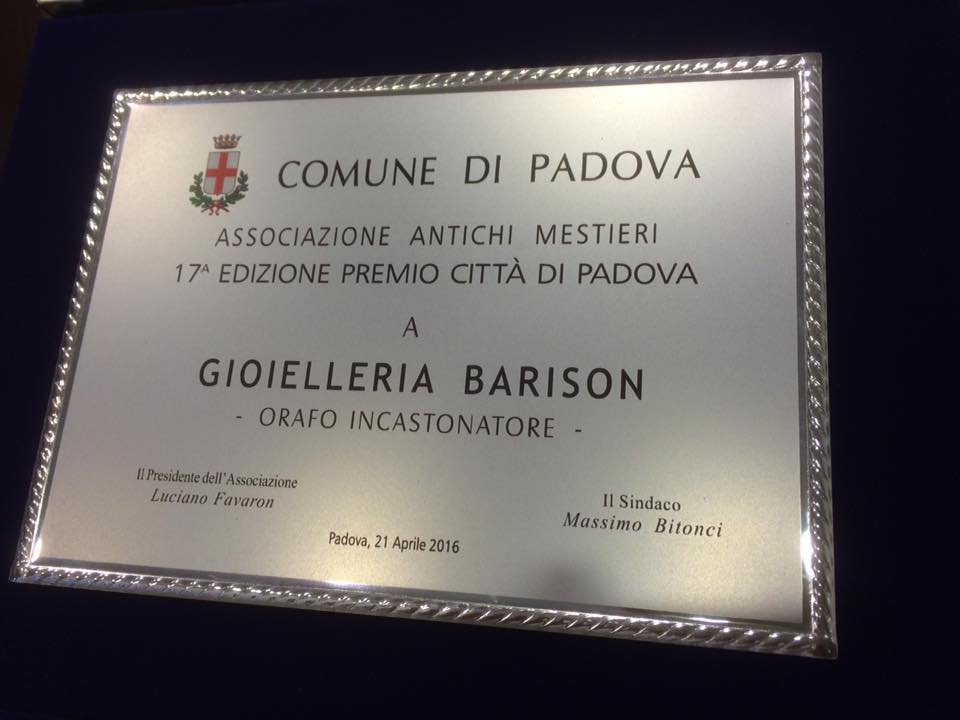 COMUNE DI PADOVA
ASSOCIAZIONE ANTICHI MESTIERI
17ᴬ EDIZIONE PREMIO CITTÀ DI PADOVA
A
GIOIELLERIA BARISON
- ORAFO INCASTONATORE -
Il Presidente dell'Associazione
Luciano Favaron
Il Sindaco
Massimo Bitonci
Padova, 21 Aprile 2016